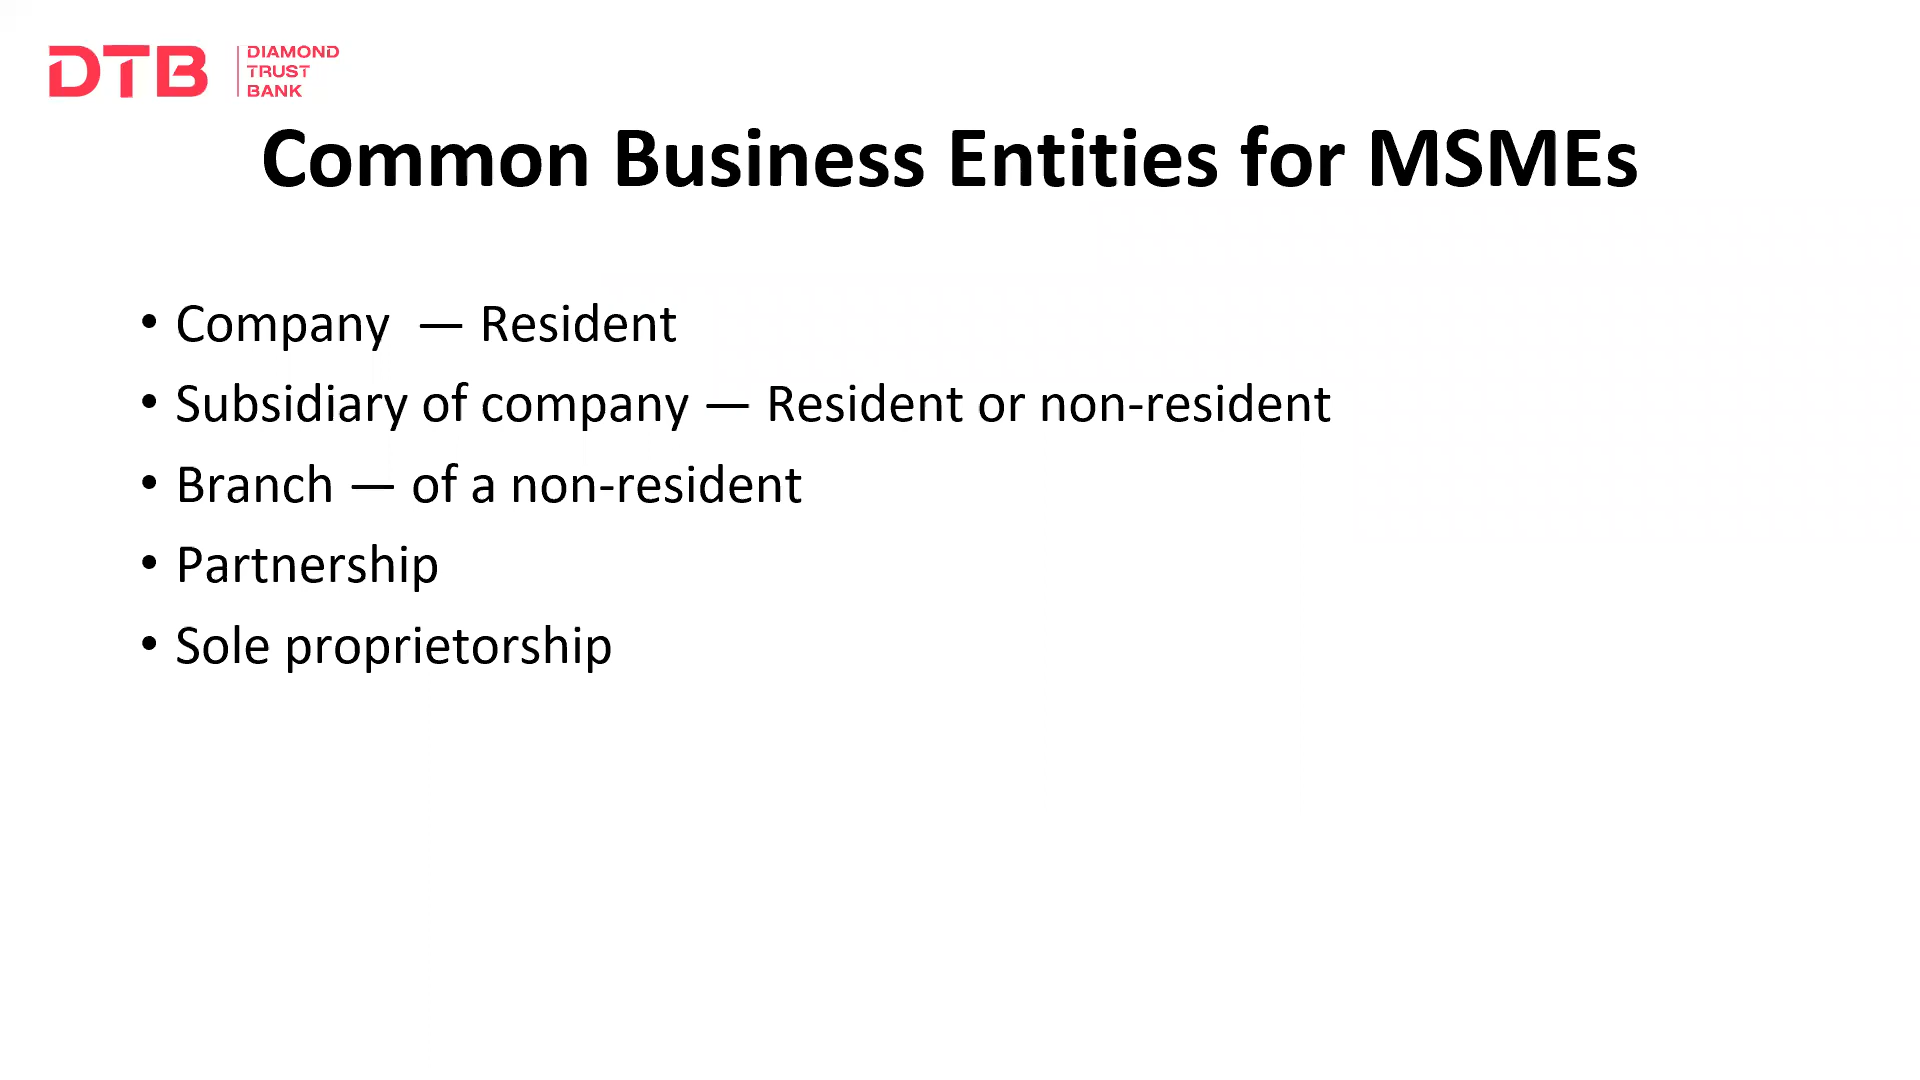 DTB
DIAMOND
TRUST
BANK
Common Business Entities for MSMEs
• Company — Resident
• Subsidiary of company — Resident or non-resident
• Branch — of a non-resident
• Partnership
• Sole proprietorship